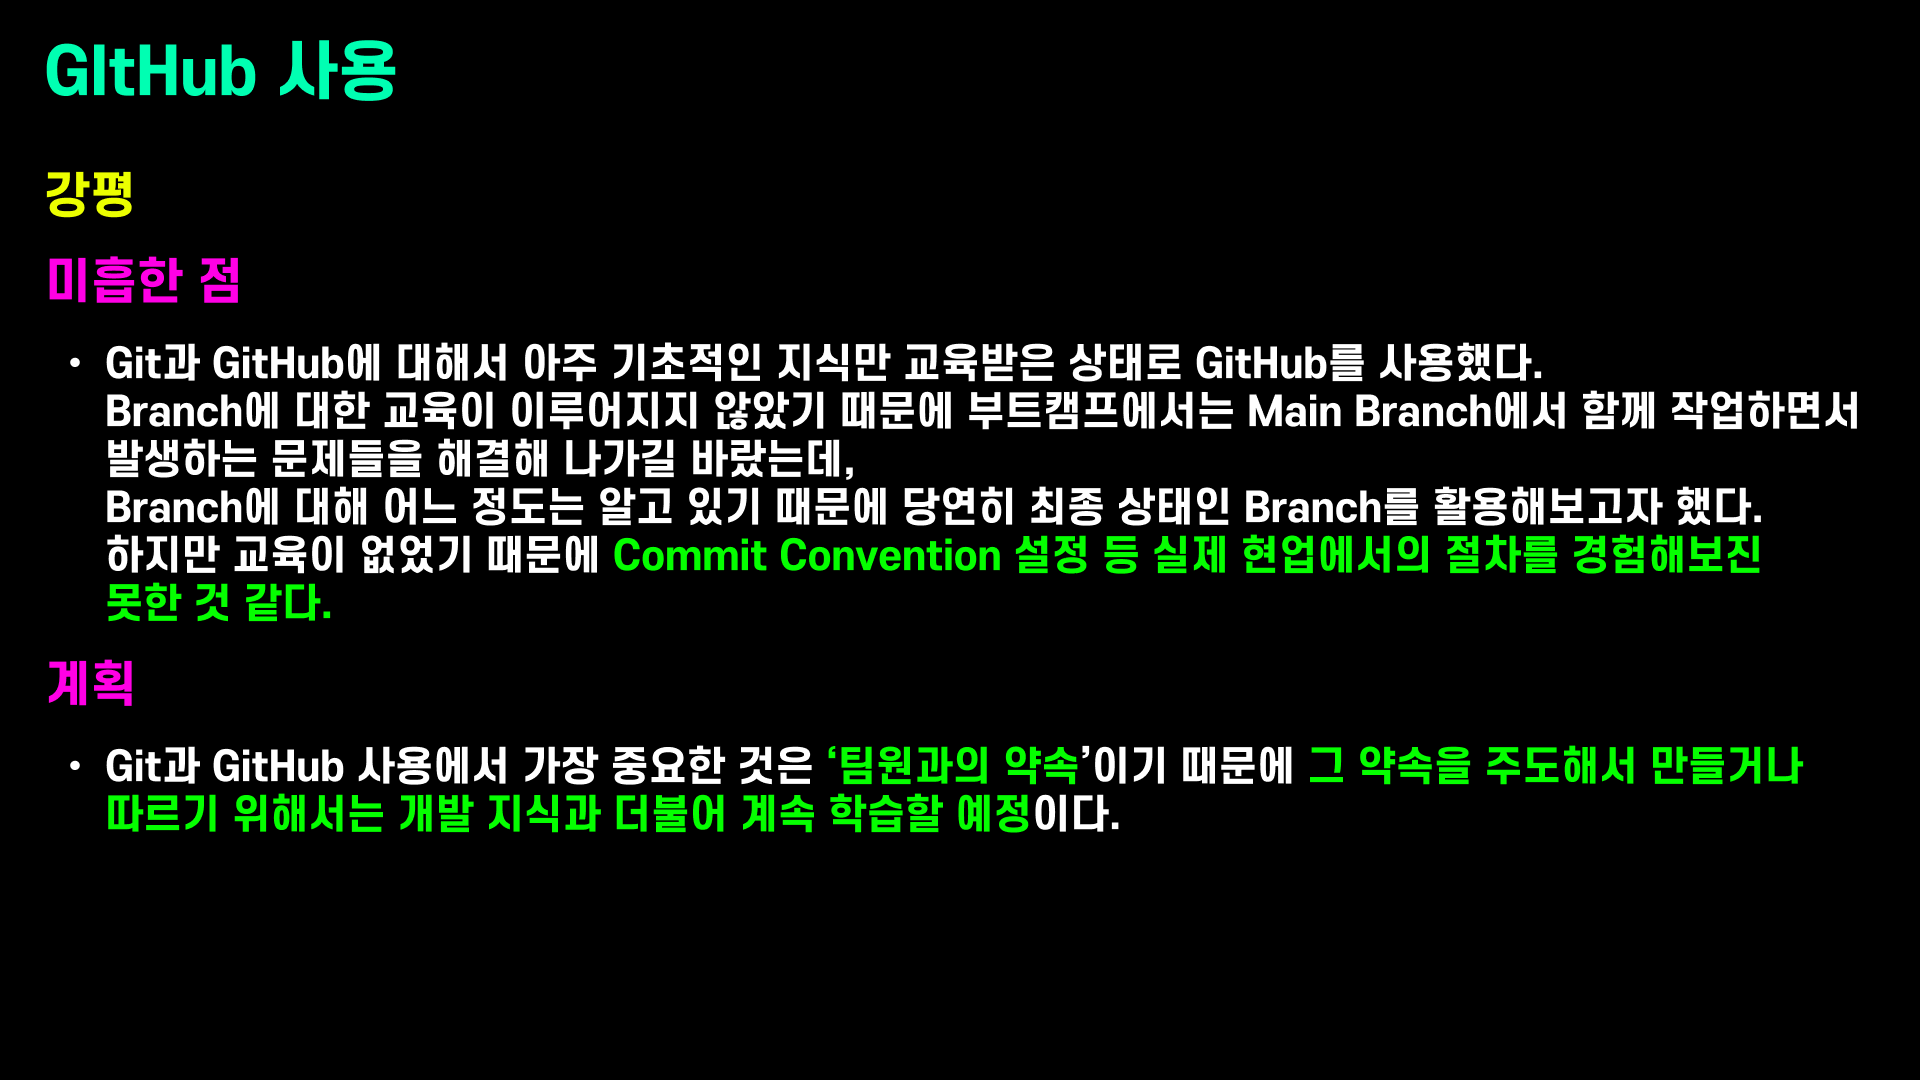 GItHub 사용
강평
미흡한 점
• Git과 GitHub에 대해서 아주 기초적인 지식만 교육받은 상태로 GitHub를 사용했다.
Branch에 대한 교육이 이루어지지 않았기 때문에 부트캠프에서는 Main Branch에서 함께 작업하면서
발생하는 문제들을 해결해 나가길 바랐는데,
Branch에 대해 어느 정도는 알고 있기 때문에 당연히 최종 상태인 Branch를 활용해보고자 했다.
하지만 교육이 없었기 때문에 Commit Convention 설정 등 실제 현업에서의 절차를 경험해보진
못한 것 같다.
계획
• Git과 GitHub 사용에서 가장 중요한 것은 ‘팀원과의 약속’이기 때문에 그 약속을 주도해서 만들거나
따르기 위해서는 개발 지식과 더불어 계속 학습할 예정이다.